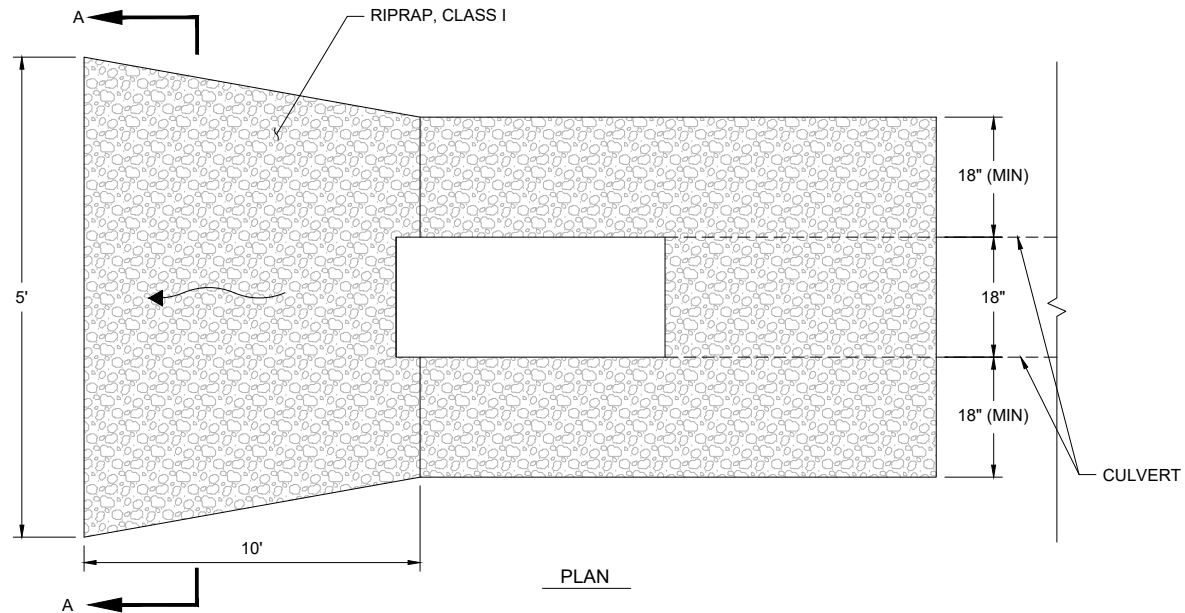 A
RIPRAP, CLASS I
18" (MIN)
5'
18"
18" (MIN)
CULVERT
10'
PLAN
A